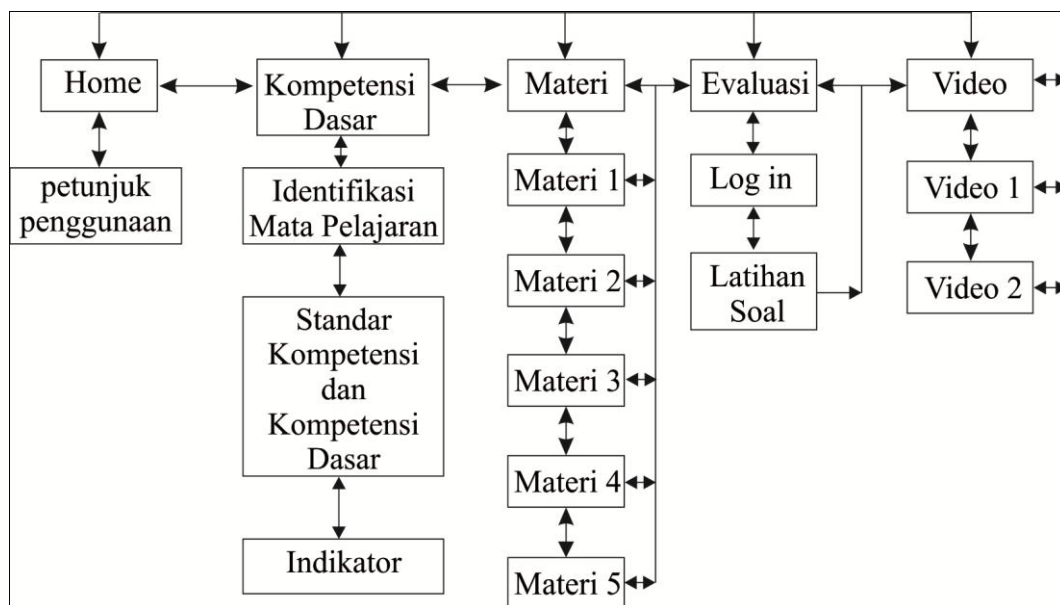 Home
Kompetensi
Dasar
Materi
Evaluasi
Video
petunjuk
penggunaan
Identifikasi
Mata Pelajaran
Materi 1
Log in
Video 1
Standar
Kompetensi
dan
Kompetensi
Dasar
Materi 2
Latihan
Soal
Video 2
Materi 3
Materi 4
Indikator
Materi 5